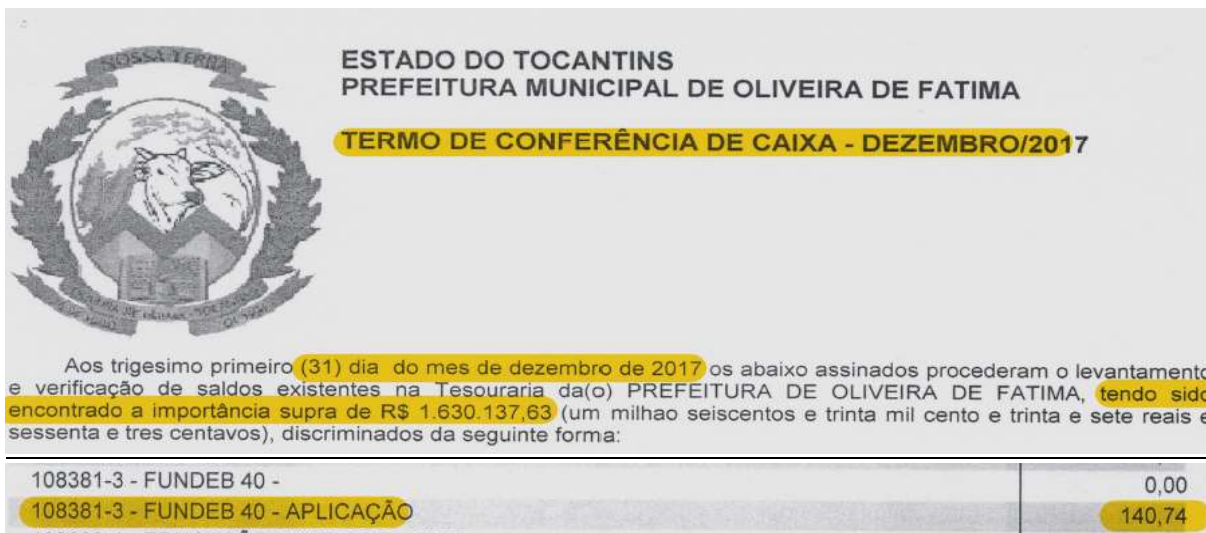 NOSSA TERRA
ESTADO DO TOCANTINS
PREFEITURA MUNICIPAL DE OLIVEIRA DE FATIMA
TERMO DE CONFERÊNCIA DE CAIXA - DEZEMBRO/2017
Aos trigesimo primeiro (31) dia do mes de dezembro de 2017 os abaixo assinados procederam o levantamento
e verificação de saldos existentes na Tesouraria da(o) PREFEITURA DE OLIVEIRA DE FATIMA, tendo sido
encontrado a importância supra de R$ 1.630.137,63 (um milhao seiscentos e trinta mil cento e trinta e sete reais e
sessenta e tres centavos), discriminados da seguinte forma:
108381-3 - FUNDEB 40 - 0,00
108381-3 - FUNDEB 40 - APLICAÇÃO 140,74